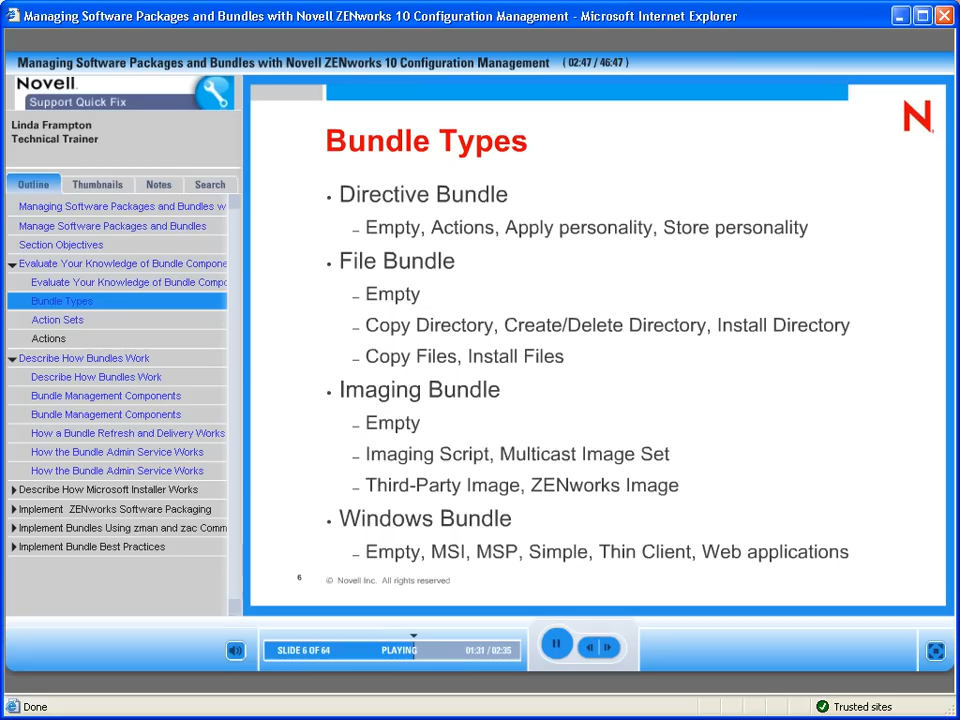 Managing Software Packages and Bundles with Novell ZENworks 10 Configuration Management - Microsoft Internet Explorer
Managing Software Packages and Bundles with Novell ZENworks 10 Configuration Management ( 02:47 / 46:47 )
Novell.
Support Quick Fix
Linda Frampton
Technical Trainer
Outline Thumbnails Notes Search
Managing Software Packages and Bundles w
Manage Software Packages and Bundles
Section Objectives
Evaluate Your Knowledge of Bundle Compone
Evaluate Your Knowledge of Bundle Compo
Bundle Types
Action Sets
Actions
Describe How Bundles Work
Describe How Bundles Work
Bundle Management Components
Bundle Management Components
How a Bundle Refresh and Delivery Works
How the Bundle Admin Service Works
How the Bundle Admin Service Works
Describe How Microsoft Installer Works
Implement ZENworks Software Packaging
Implement Bundles Using zman and zac Comm
Implement Bundle Best Practices
N.
Bundle Types
• Directive Bundle
– Empty, Actions, Apply personality, Store personality
• File Bundle
– Empty
– Copy Directory, Create/Delete Directory, Install Directory
– Copy Files, Install Files
• Imaging Bundle
– Empty
– Imaging Script, Multicast Image Set
– Third-Party Image, ZENworks Image
• Windows Bundle
– Empty, MSI, MSP, Simple, Thin Client, Web applications
6 © Novell Inc. All rights reserved
SLIDE 6 OF 64 PLAYING 01:31 / 02:35
Done Trusted sites